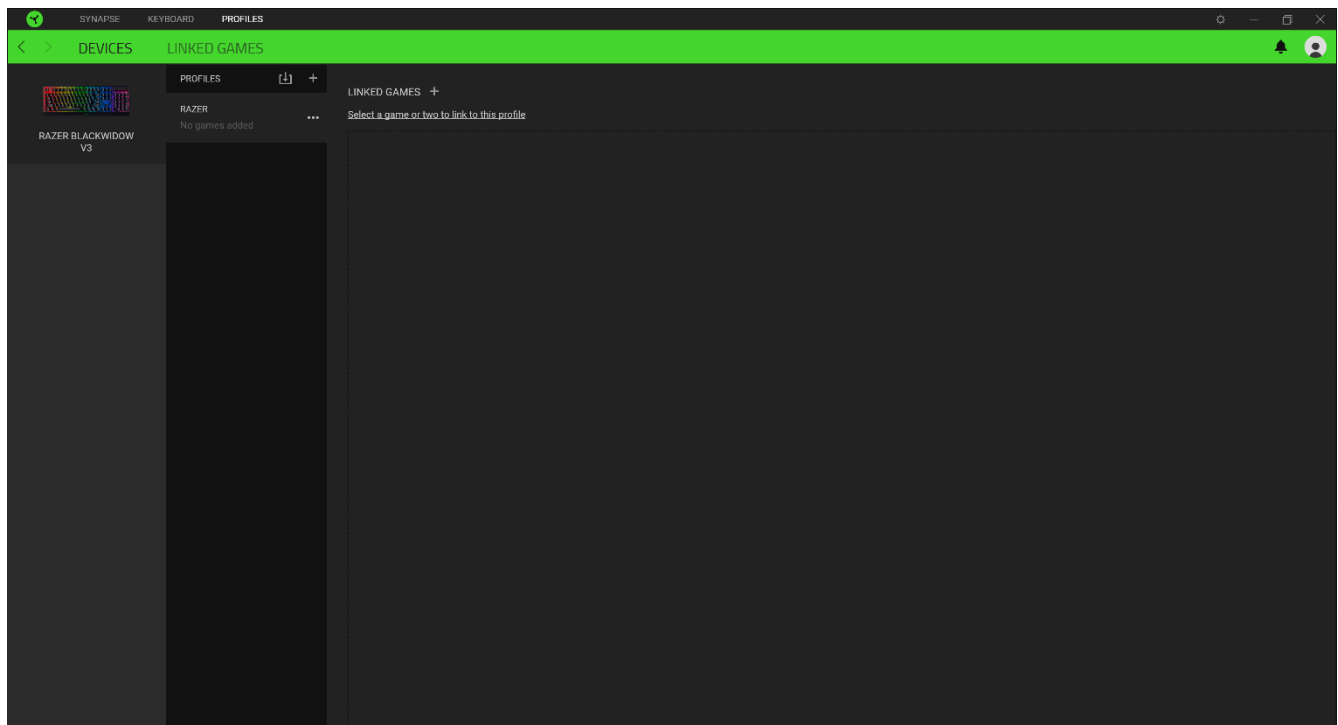 SYNAPSE KEYBOARD PROFILES
DEVICES LINKED GAMES
RAZER BLACKWIDOW
V3
PROFILES
RAZER
No games added
LINKED GAMES
Select a game or two to link to this profile